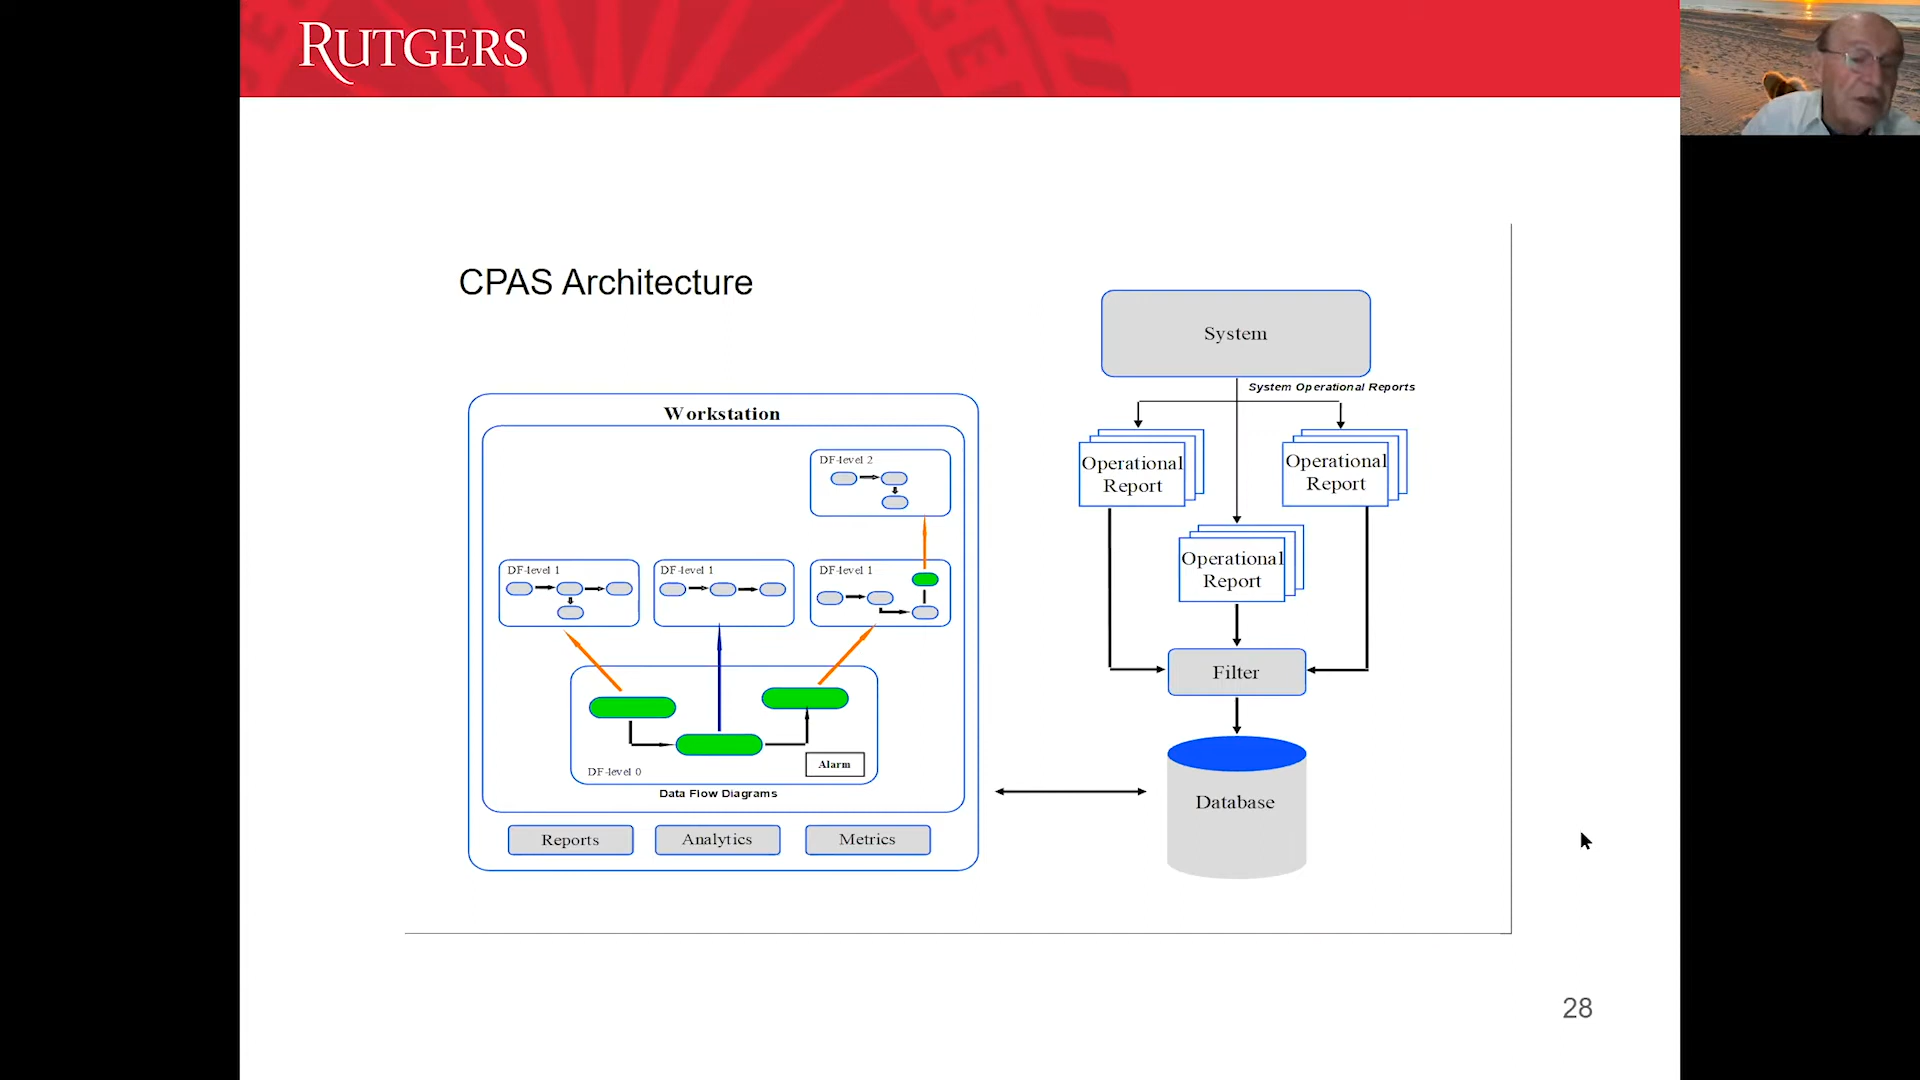 RUTGERS
CPAS Architecture
System
System Operational Reports
Workstation
DF-level 2
Operational
Report
Operational
Report
Operational
Report
DF-level 1
DF-level 1
DF-level 1
Filter
Alarm
DF-level 0
Data Flow Diagrams
Database
Reports
Analytics
Metrics
28